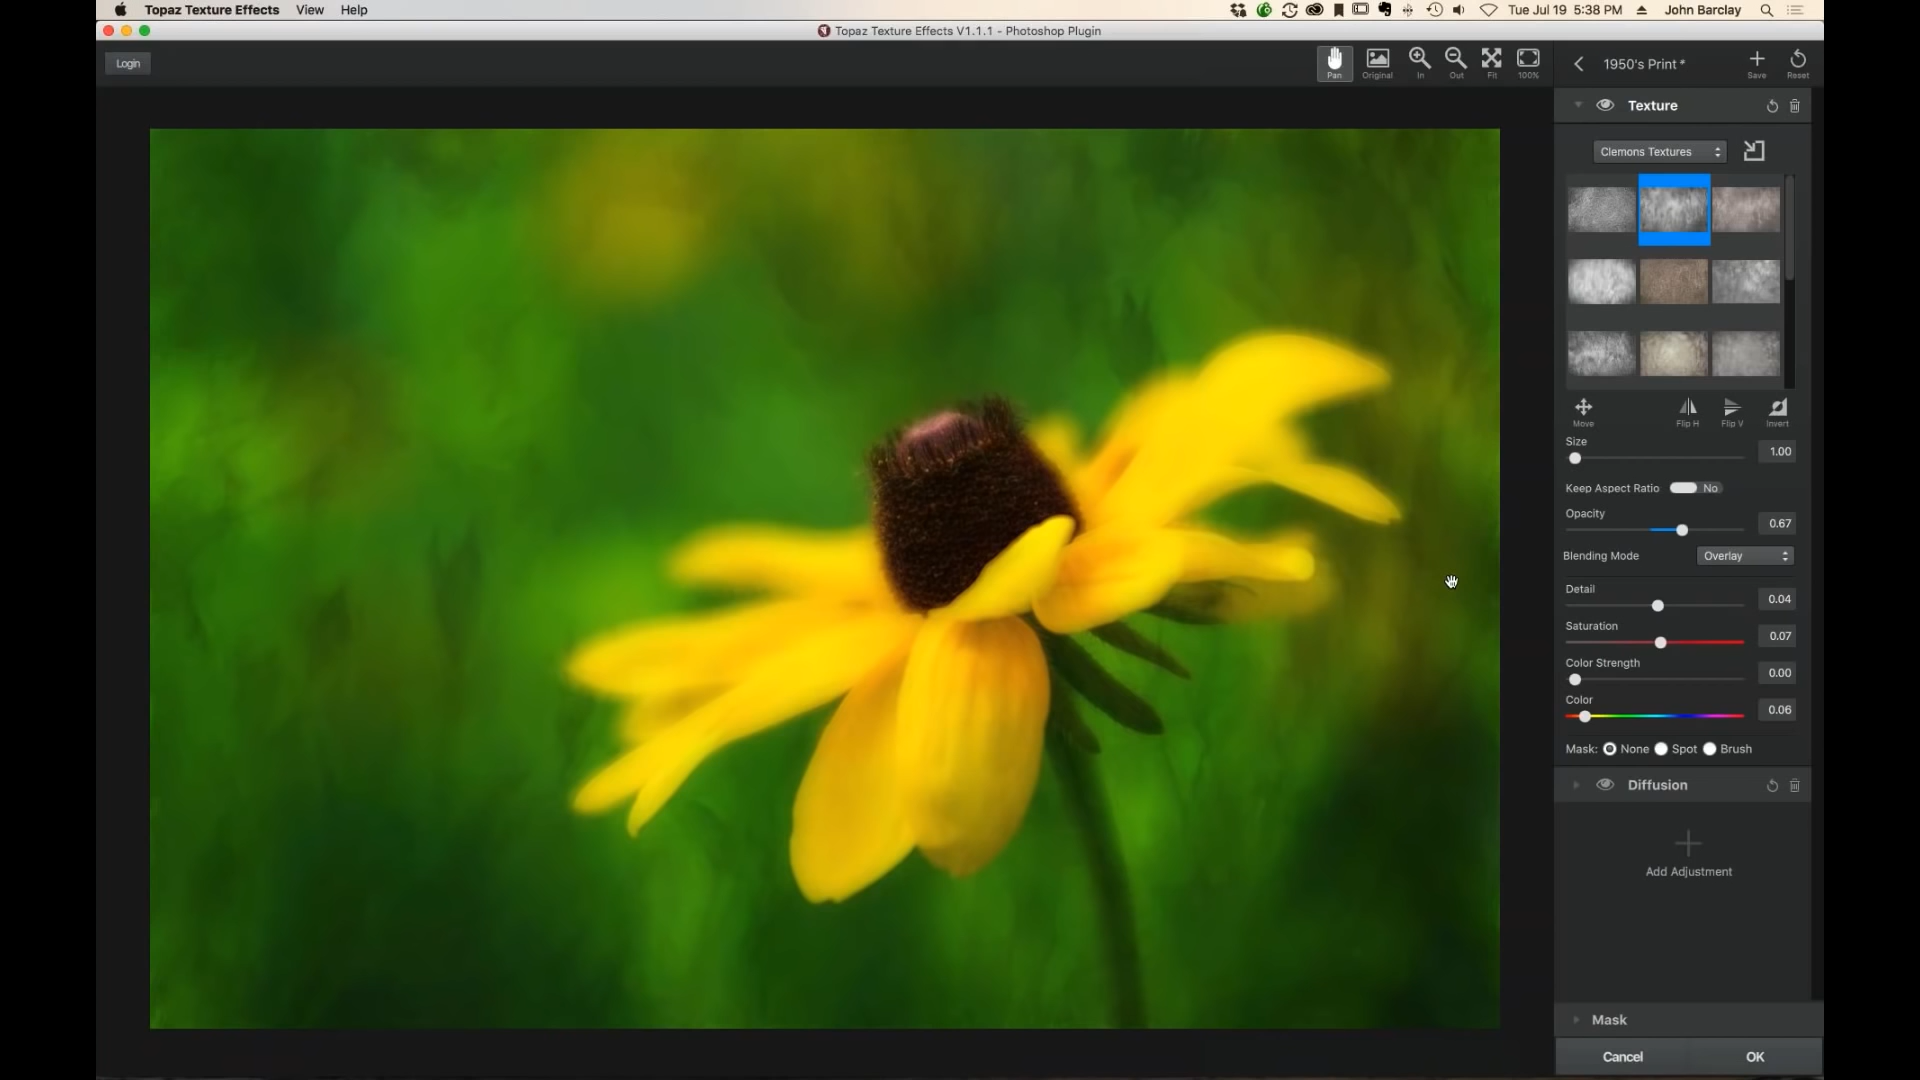 Topaz Texture Effects View Help
Tue Jul 19 5:38 PM John Barclay
Topaz Texture Effects V1.1.1 - Photoshop Plugin
Login
Pan Original In Out Fit 100%
1950's Print * Save Reset
Texture
Clemons Textures
Move Flip H Flip V Invert
Size
1.00
Keep Aspect Ratio No
Opacity
0.67
Blending Mode Overlay
Detail
0.04
Saturation
0.07
Color Strength
0.00
Color
0.06
Mask: None Spot Brush
Diffusion
Add Adjustment
Mask
Cancel OK